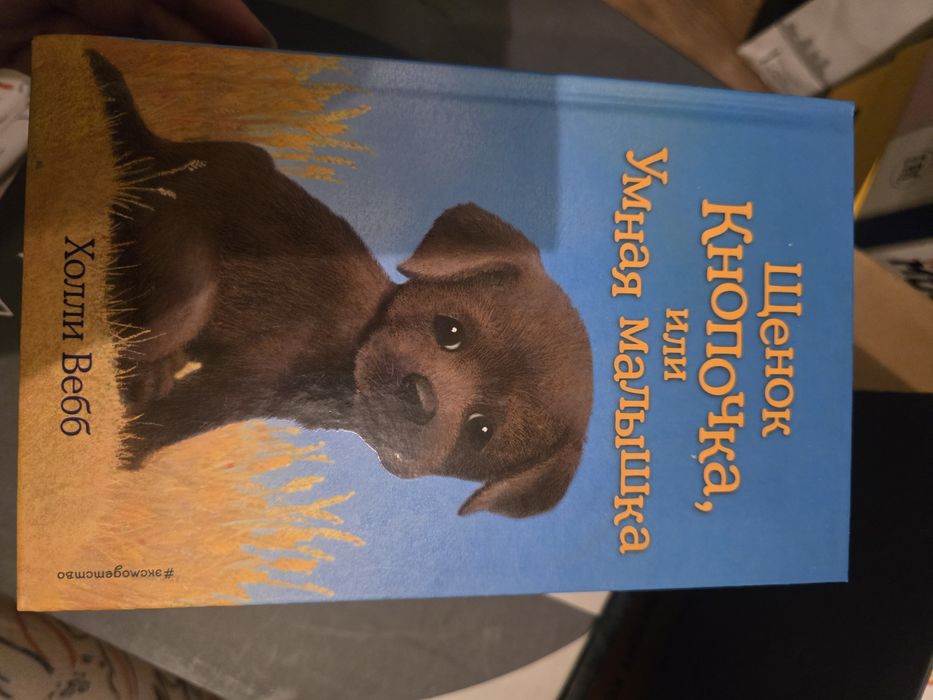 Щенок
Кнопочка,
или
Умная малышка
Холли Вебб
#эксмодетство